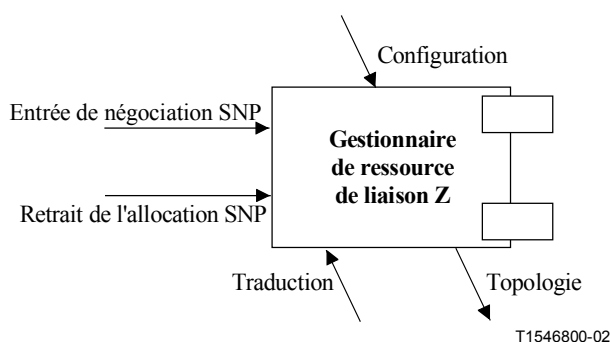 Configuration
Entrée de négociation SNP
Gestionnaire
de ressource
de liaison Z
Retrait de l'allocation SNP
Traduction
Topologie
T1546800-02